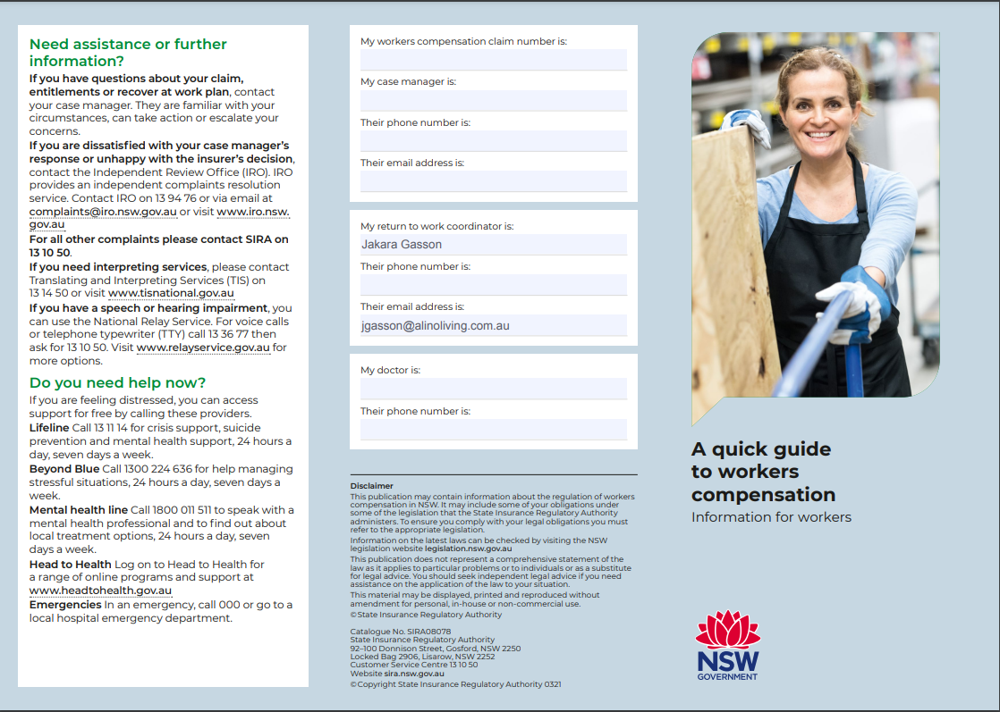 Need assistance or further
information?
If you have questions about your claim,
entitlements or recover at work plan, contact
your case manager. They are familiar with your
circumstances, can take action or escalate your
concerns.
If you are dissatisfied with your case manager's
response or unhappy with the insurer's decision,
contact the Independent Review Office (IRO). IRO
provides an independent complaints resolution
service. Contact IRO on 13 94 76 or via email at
complaints@iro.nsw.gov.au or visit www.iro.nsw.
gov.au
For all other complaints please contact SIRA on
13 10 50.
If you need interpreting services, please contact
Translating and Interpreting Services (TIS) on
13 14 50 or visit www.tisnational.gov.au
If you have a speech or hearing impairment, you
can use the National Relay Service. For voice calls
or telephone typewriter (TTY) call 13 36 77 then
ask for 13 10 50. Visit www.relayservice.gov.au for
more options.
Do you need help now?
If you are feeling distressed, you can access
support for free by calling these providers.
Lifeline Call 13 11 14 for crisis support, suicide
prevention and mental health support, 24 hours a
day, seven days a week.
Beyond Blue Call 1300 224 636 for help managing
stressful situations, 24 hours a day, seven days a
week.
Mental health line Call 1800 011 511 to speak with a
mental health professional and to find out about
local treatment options, 24 hours a day, seven
days a week.
Head to Health Log on to Head to Health for
a range of online programs and support at
www.headtohealth.gov.au
Emergencies In an emergency, call 000 or go to a
local hospital emergency department.
My workers compensation claim number is:
My case manager is:
Their phone number is:
Their email address is:
My return to work coordinator is:
Jakara Gasson
Their phone number is:
Their email address is:
jgasson@alinoliving.com.au
My doctor is:
Their phone number is:
Disclaimer
This publication may contain information about the regulation of workers
compensation in NSW. It may include some of your obligations under
some of the legislation that the State Insurance Regulatory Authority
administers. To ensure you comply with your legal obligations you must
refer to the appropriate legislation.
Information on the latest laws can be checked by visiting the NSW
legislation website legislation.nsw.gov.au
This publication does not represent a comprehensive statement of the
law as it applies to particular problems or to individuals or as a substitute
for legal advice. You should seek independent legal advice if you need
assistance on the application of the law to your situation.
This material may be displayed, printed and reproduced without
amendment for personal, in-house or non-commercial use.
©State Insurance Regulatory Authority
Catalogue No. SIRA08078
State Insurance Regulatory Authority
92–100 Donnison Street, Gosford, NSW 2250
Locked Bag 2906, Lisarow, NSW 2252
Customer Service Centre 13 10 50
Website sira.nsw.gov.au
©Copyright State Insurance Regulatory Authority 0321
A quick guide
to workers
compensation
Information for workers
NSW
GOVERNMENT